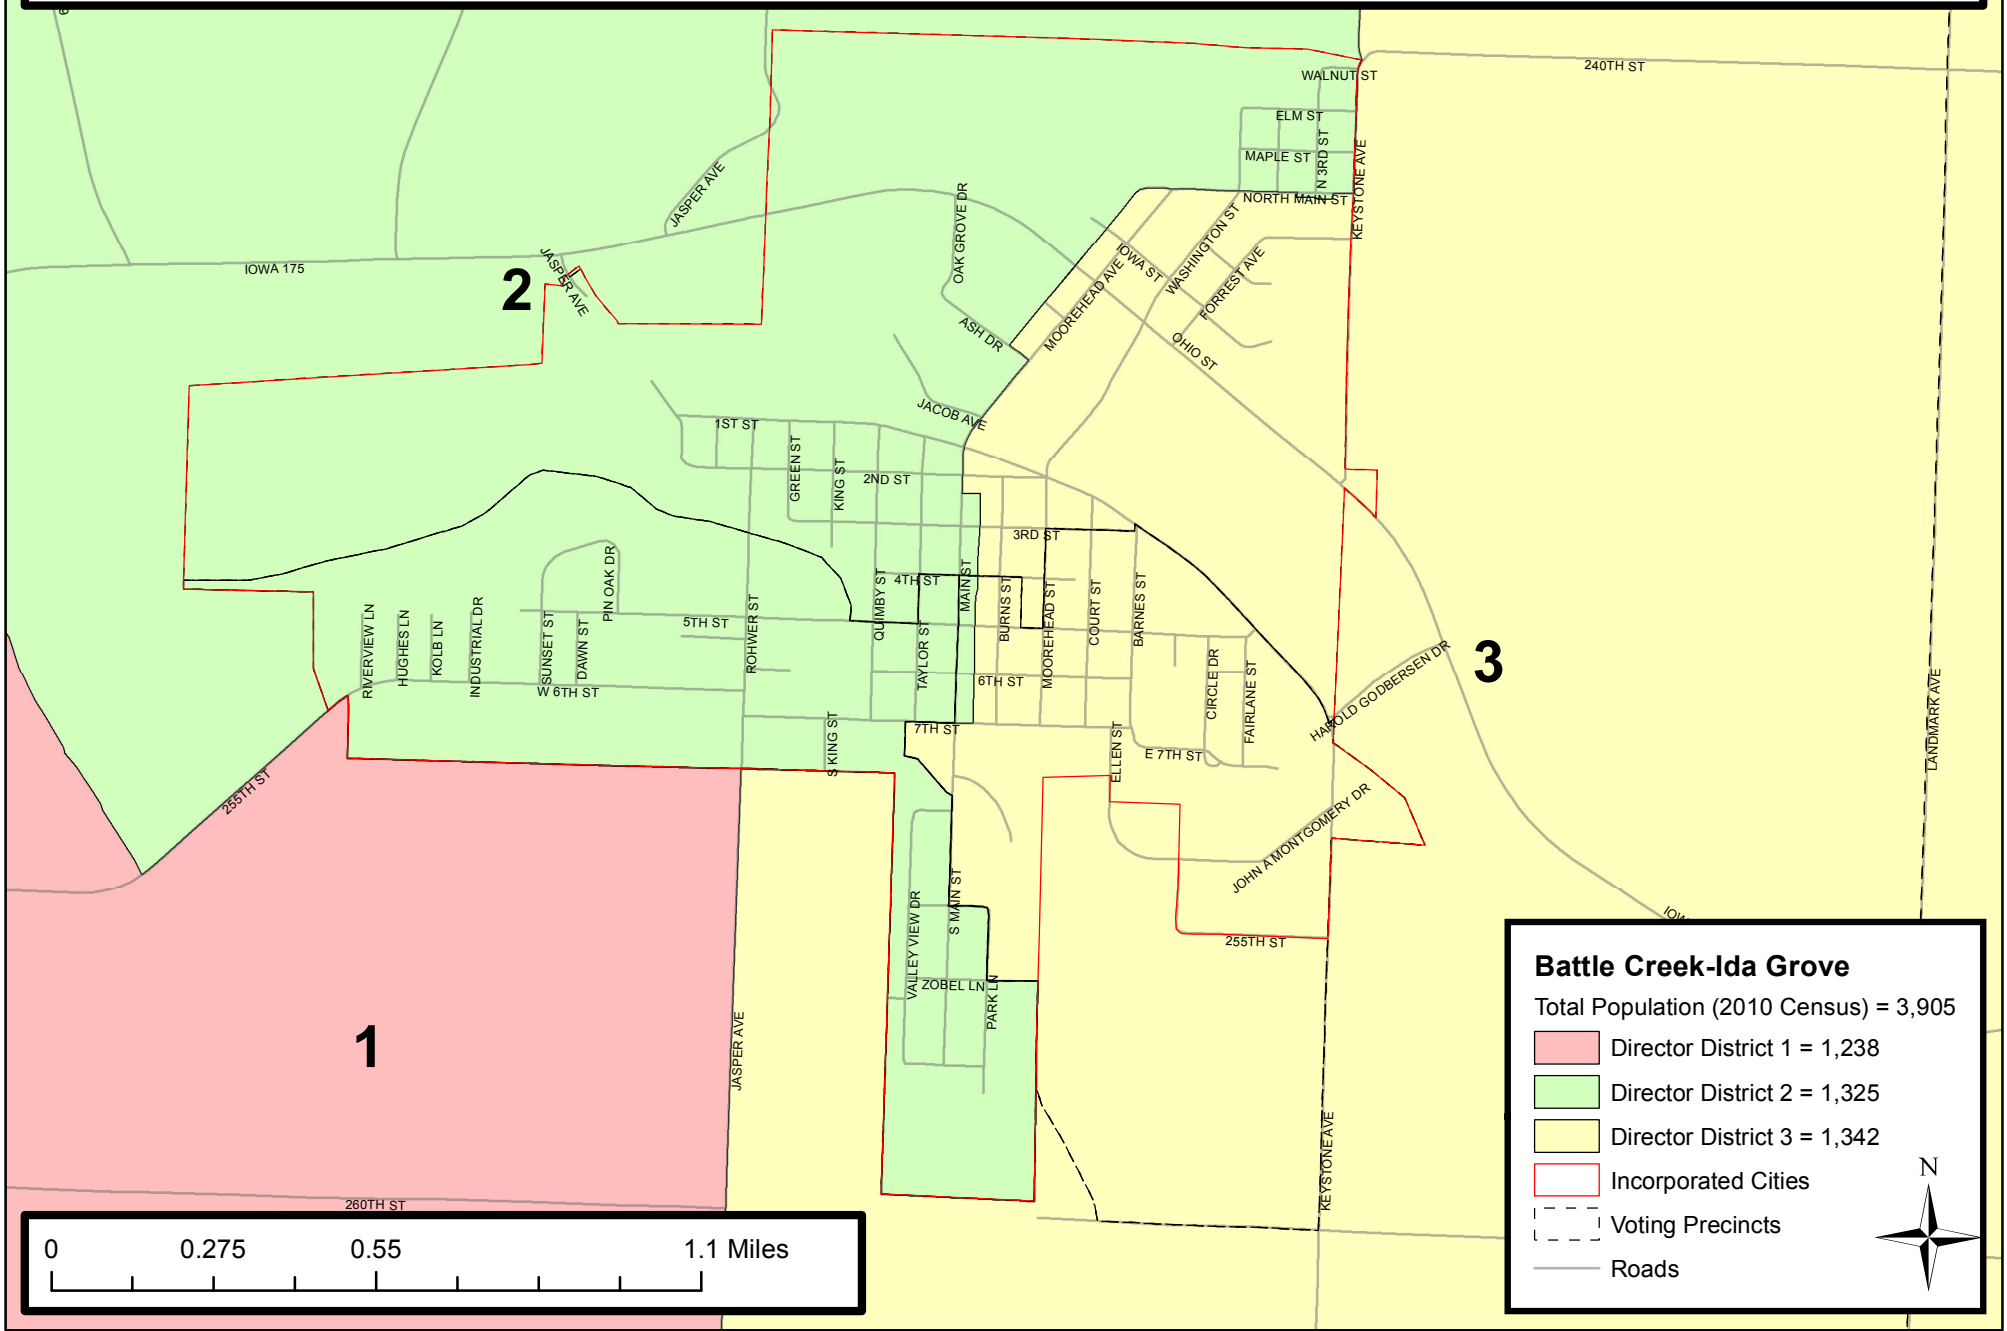 240TH ST
WALNUT ST
ELM ST
MAPLE ST
N 3RD ST
KEYSTONE AVE
NORTH MAIN ST
JASPER AVE
OAK GROVE DR
IOWA 175
JASPER AVE
2
IOWA ST
WASHINGTON ST
FORREST AVE
MOOREHEAD AVE
ASH DR
OHIO ST
JACOB AVE
1ST ST
GREEN ST
KING ST
2ND ST
3RD ST
4TH ST
MAIN ST
PIN OAK DR
QUIMBY ST
BURNS ST
MOOREHEAD ST
COURT ST
BARNES ST
RIVERVIEW LN
HUGHES LN
KOLB LN
INDUSTRIAL DR
SUNSET ST
DAWN ST
5TH ST
ROHWER ST
TAYLOR ST
6TH ST
W 6TH ST
CIRCLE DR
FAIRLANE ST
3
HAROLD GODBERSEN DR
LANDMARK AVE
S KING ST
7TH ST
ELLEN ST
E 7TH ST
255TH ST
JOHN A MONTGOMERY DR
VALLEY VIEW DR
S MAIN ST
255TH ST
ZOBEL LN
PARK LN
1
JASPER AVE
KEYSTONE AVE
260TH ST
0 0.275 0.55 1.1 Miles
Battle Creek-Ida Grove
Total Population (2010 Census) = 3,905
Director District 1 = 1,238
Director District 2 = 1,325
Director District 3 = 1,342
Incorporated Cities
Voting Precincts
Roads
N